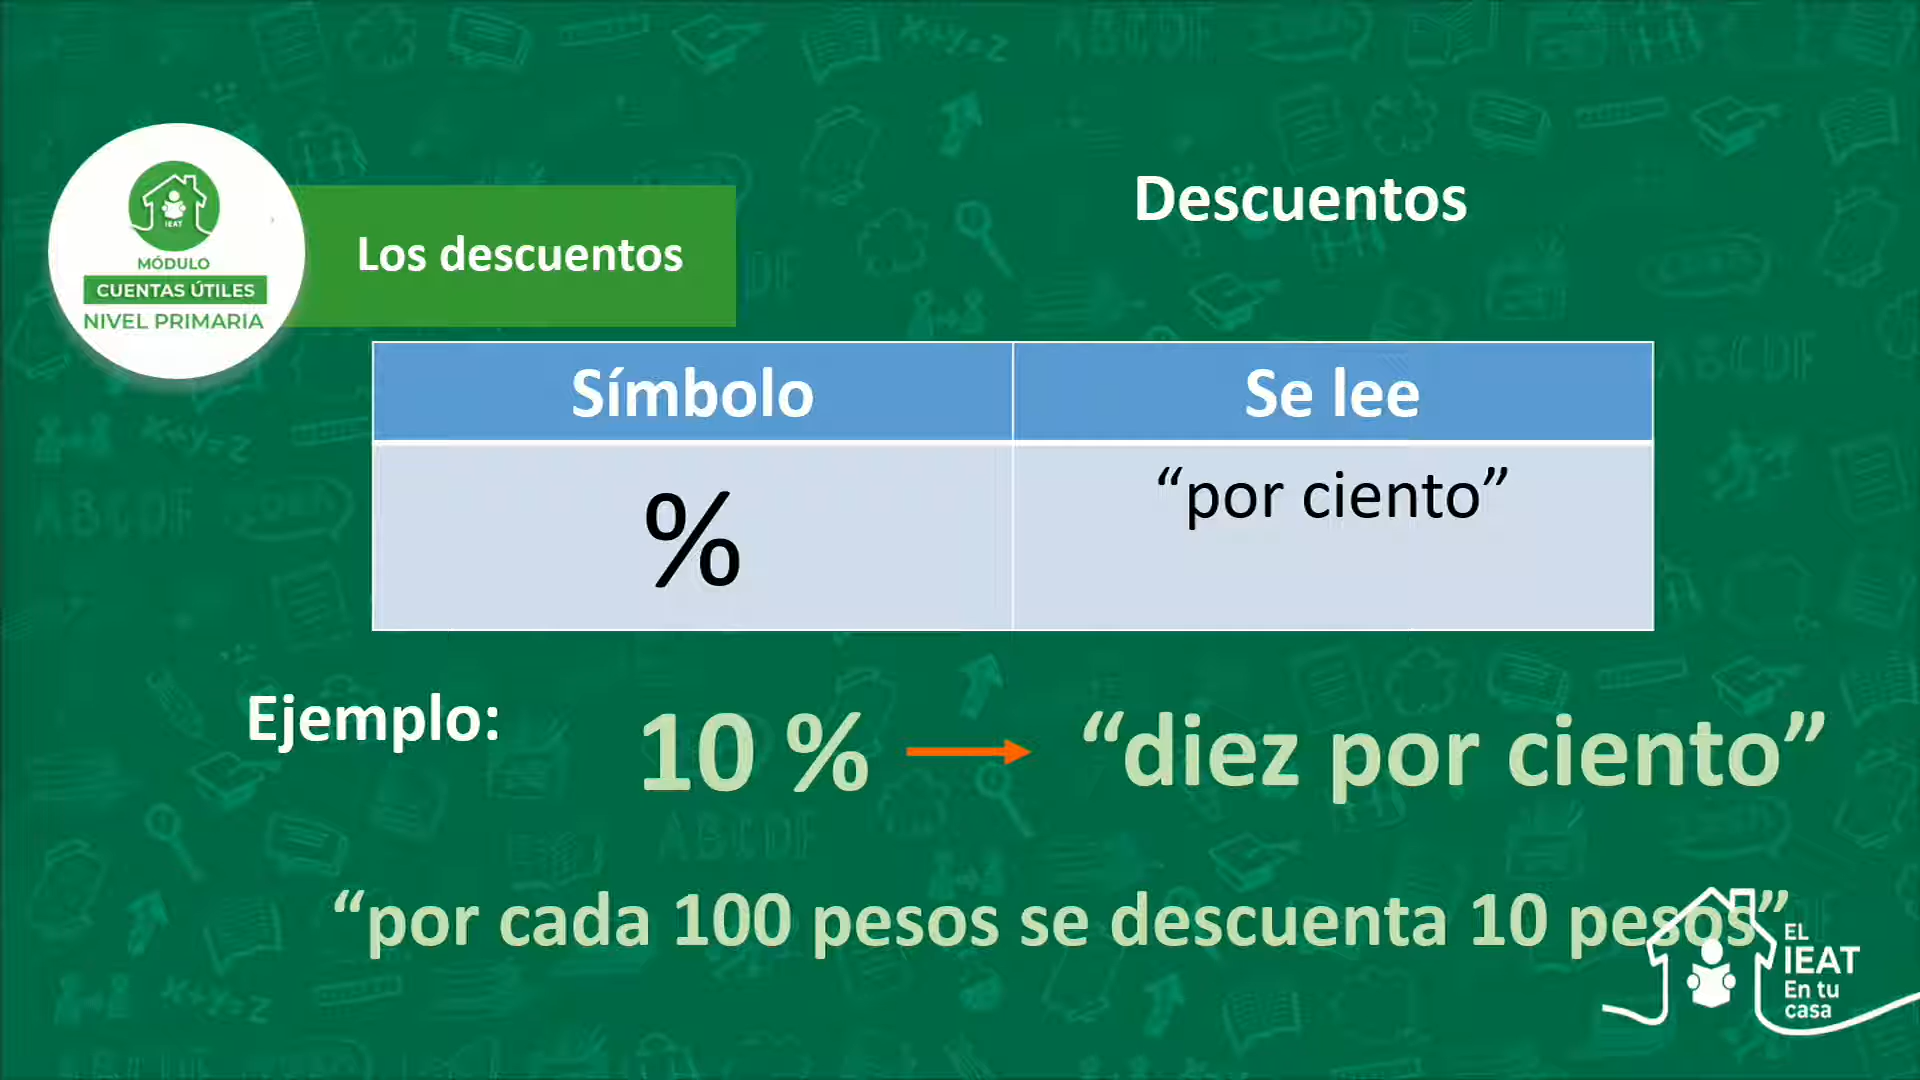 Descuentos
IEAT
MÓDULO
CUENTAS ÚTILES
NIVEL PRIMARIA
Los descuentos
Símbolo
Se lee
%
“por ciento”
Ejemplo:
10 %
“diez por ciento”
“por cada 100 pesos se descuenta 10 pesos”
EL
IEAT
En tu
casa